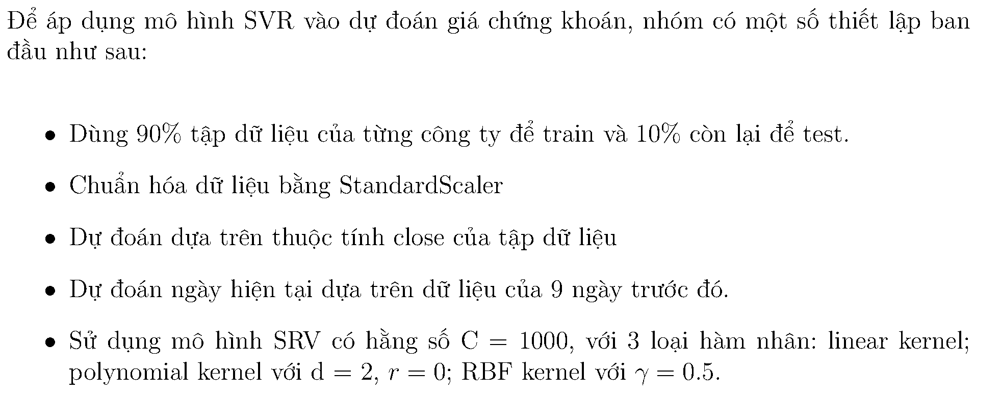 Để áp dụng mô hình SVR vào dự đoán giá chứng khoán, nhóm có một số thiết lập ban
đầu như sau:
• Dùng 90% tập dữ liệu của từng công ty để train và 10% còn lại để test.
• Chuẩn hóa dữ liệu bằng StandardScaler
• Dự đoán dựa trên thuộc tính close của tập dữ liệu
• Dự đoán ngày hiện tại dựa trên dữ liệu của 9 ngày trước đó.
• Sử dụng mô hình SRV có hằng số C = 1000, với 3 loại hàm nhân: linear kernel;
polynomial kernel với d = 2, r = 0; RBF kernel với γ = 0.5.